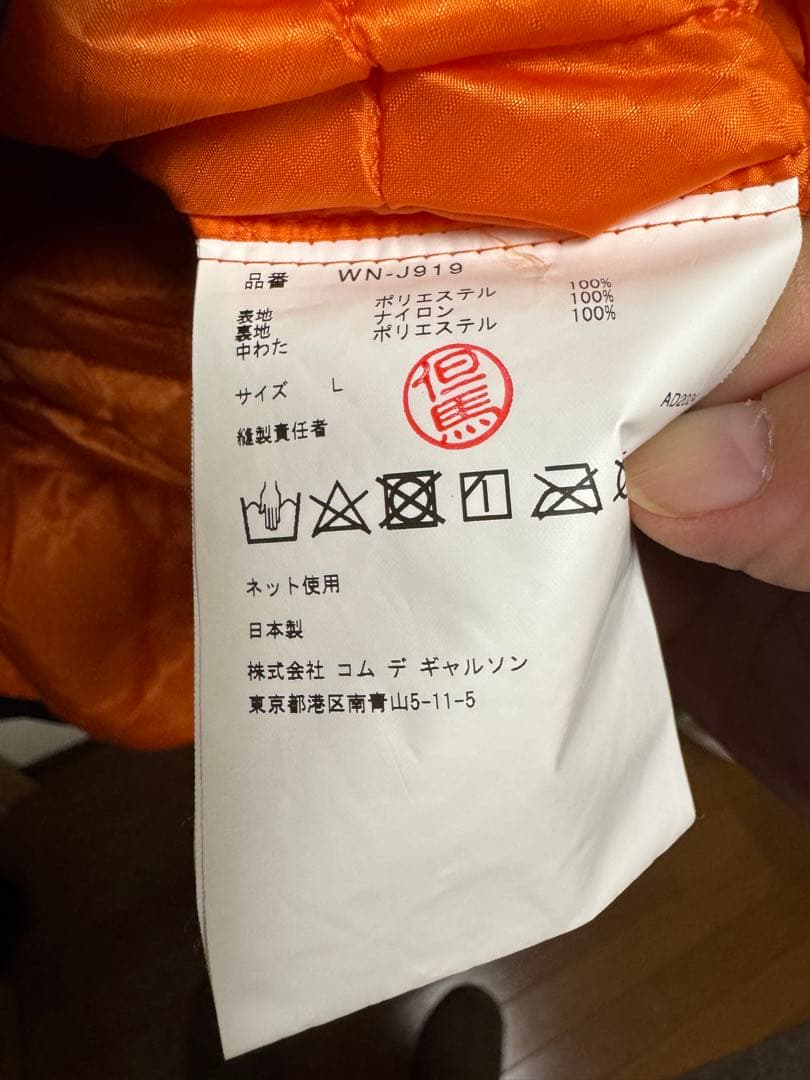 品番 WN-J919
表地 ポリエステル 100%
裏地 ナイロン 100%
中わた ポリエステル 100%
サイズ L
但馬
縫製責任者
ネット使用
日本製
株式会社 コム デ ギャルソン
東京都港区南青山5-11-5